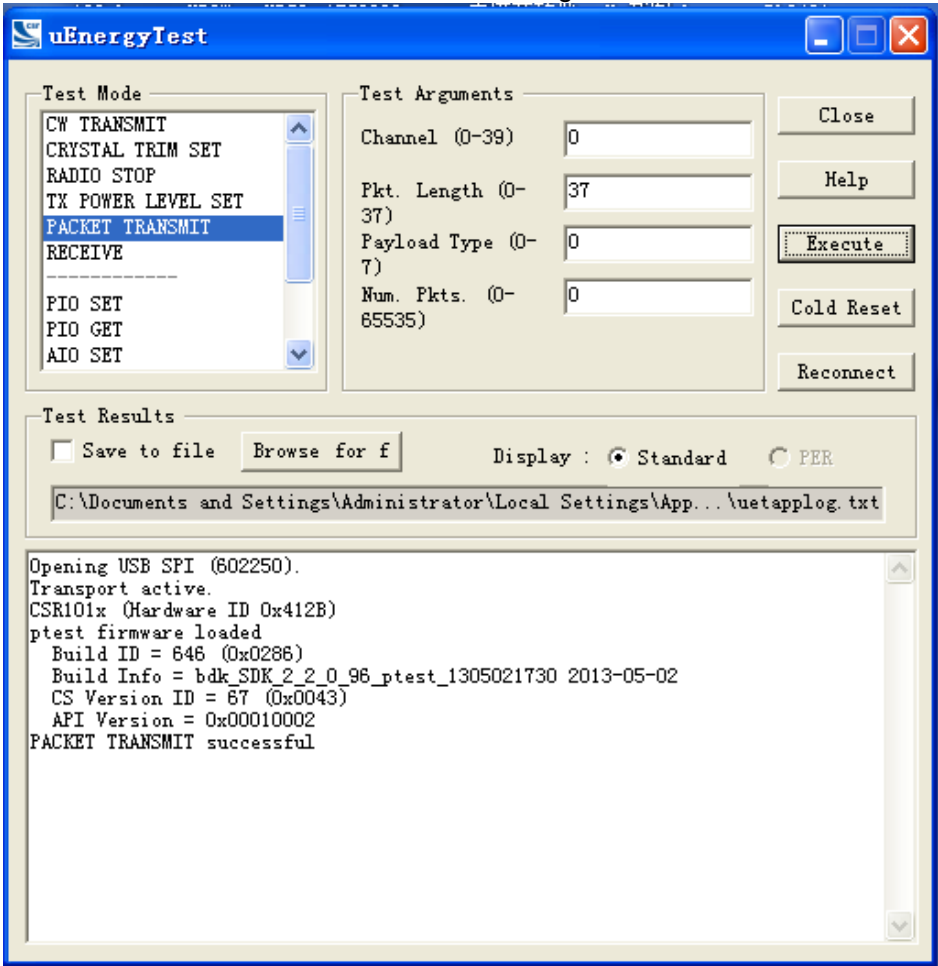 CSR uEnergyTest
Test Mode
CW TRANSMIT
CRYSTAL TRIM SET
RADIO STOP
TX POWER LEVEL SET
PACKET TRANSMIT
RECEIVE
------------
PIO SET
PIO GET
AIO SET
Test Arguments
Channel (0-39) 0
Pkt. Length (0-
37) 37
Payload Type (0-
7) 0
Num. Pkts. (0-
65535) 0
Close
Help
Execute
Cold Reset
Reconnect
Test Results
Save to file Browse for f Display : Standard PER
C:\Documents and Settings\Administrator\Local Settings\App...\uetapplog.txt
Opening USB SPI (602250).
Transport active.
CSR101x (Hardware ID 0x412B)
ptest firmware loaded
Build ID = 646 (0x0286)
Build Info = bdk_SDK_2_2_0_96_ptest_1305021730 2013-05-02
CS Version ID = 67 (0x0043)
API Version = 0x00010002
PACKET TRANSMIT successful